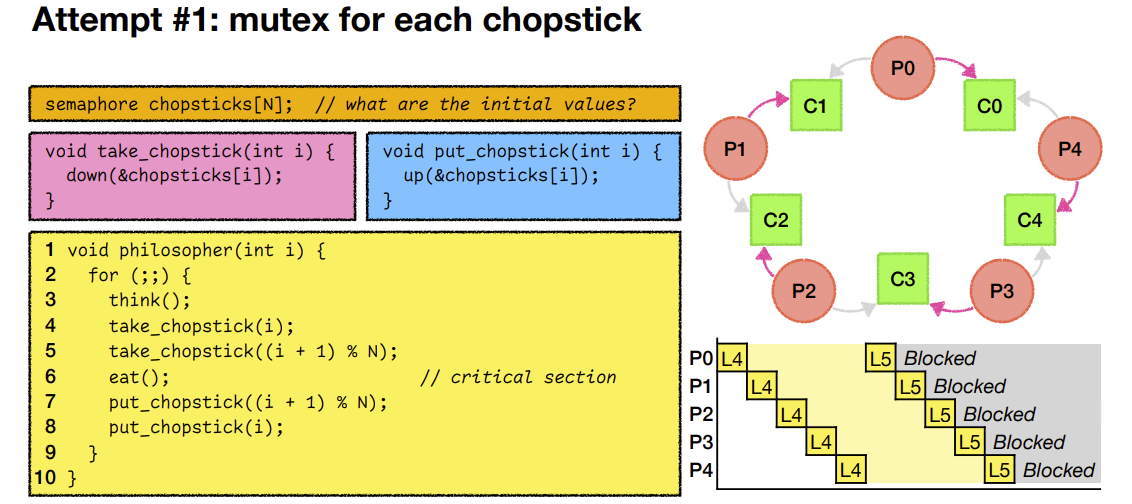 Attempt #1: mutex for each chopstick
semaphore chopsticks[N];  // what are the initial values?
void take_chopstick(int i) {
  down(&chopsticks[i]);
}
void put_chopstick(int i) {
  up(&chopsticks[i]);
}
1 void philosopher(int i) {
2   for (;;) {
3     think();
4     take_chopstick(i);
5     take_chopstick((i + 1) % N);
6     eat();                         // critical section
7     put_chopstick((i + 1) % N);
8     put_chopstick(i);
9   }
10 }
P0
C1
C0
P1
P4
C2
C4
C3
P2
P3
P0 L4 L5 Blocked
P1 L4 L5 Blocked
P2 L4 L5 Blocked
P3 L4 L5 Blocked
P4 L4 L5 Blocked